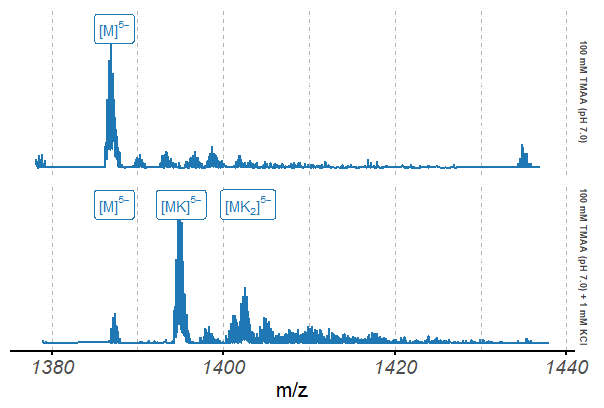 [M]⁵⁻
100 mM TMAA (pH 7.0)
[M]⁵⁻ [MK]⁵⁻ [MK₂]⁵⁻
100 mM TMAA (pH 7.0) + 1 mM KCl
1380 1400 1420 1440
m/z